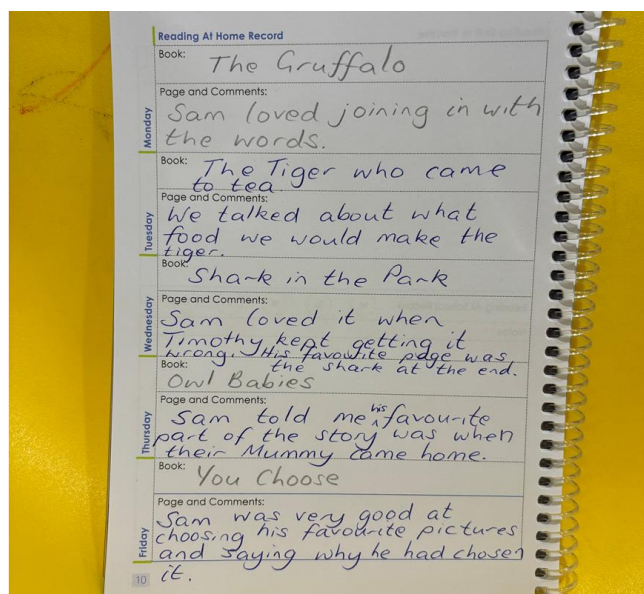 Reading At Home Record
Book: The Gruffalo
Monday
Page and Comments:
Sam loved joining in with
the words.
Book: The Tiger who came
to tea.
Tuesday
Page and Comments:
We talked about what
food we would make the
tiger.
Book: Shark in the Park
Wednesday
Page and Comments:
Sam loved it when
Timothy kept getting it
wrong. His favourite page was
the shark at the end.
Book:
Owl Babies
Thursday
Page and Comments:
Sam told me his favourite
part of the story was when
their Mummy came home.
Book: You Choose
Friday
Page and Comments:
Sam was very good at
choosing his favourite pictures
and saying why he had chosen
it.
10